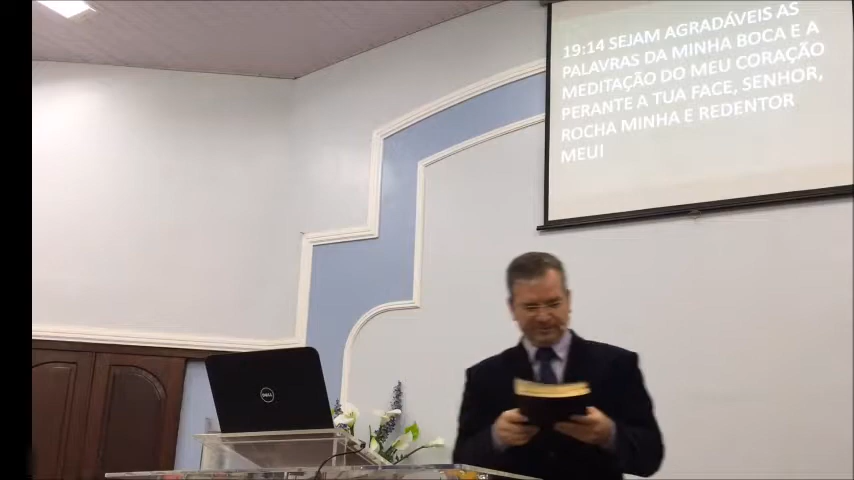 19:14 SEJAM AGRADÁVEIS AS
PALAVRAS DA MINHA BOCA E A
MEDITAÇÃO DO MEU CORAÇÃO
PERANTE A TUA FACE, SENHOR,
ROCHA MINHA E REDENTOR
MEU!
DELL